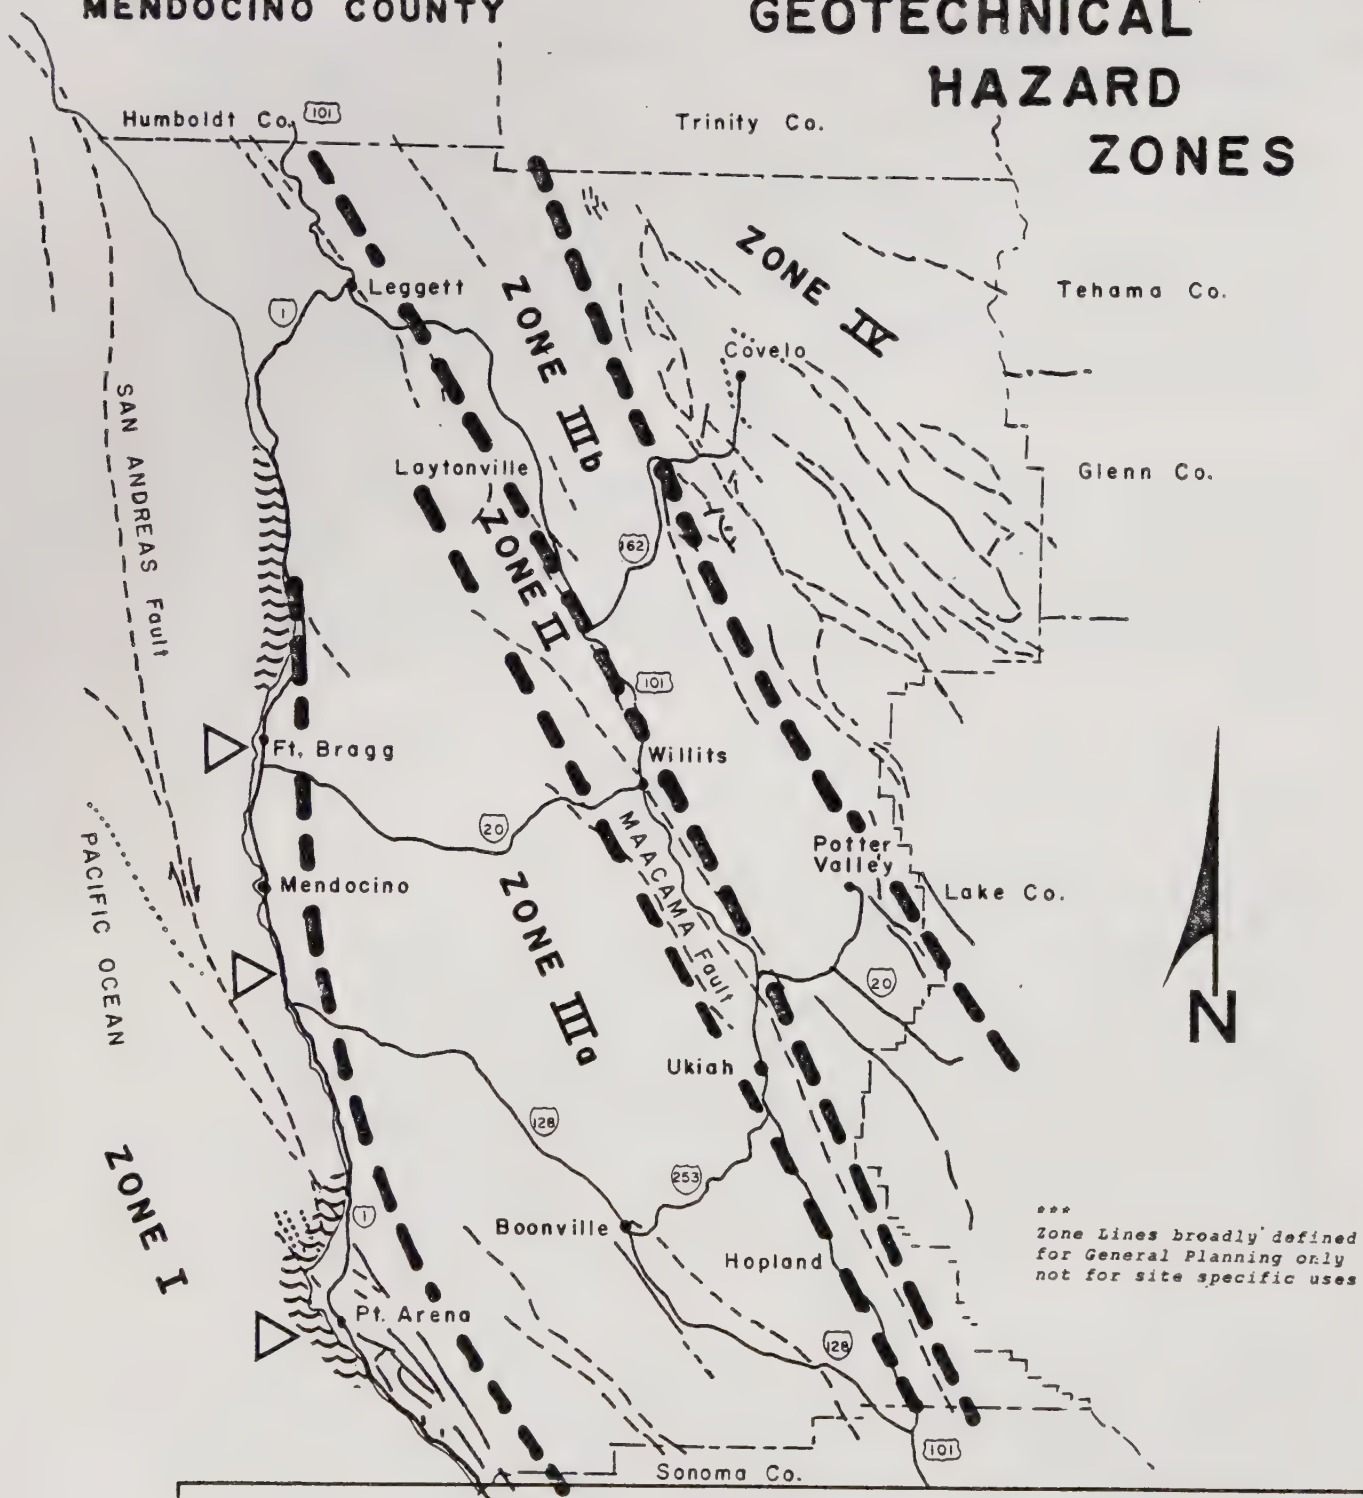 MENDOCINO COUNTY
GEOTECHNICAL
HAZARD
ZONES
Humboldt Co.
101
Trinity Co.
ZONE IV
Leggett
1
ZONE IIIb
Tehama Co.
Covelo
SAN ANDREAS Fault
Laytonville
Glenn Co.
ZONE II
162
101
Ft. Bragg
Willits
20
MAACAMA Fault
Potter
Valley
PACIFIC OCEAN
Mendocino
Lake Co.
ZONE IIIa
20
N
Ukiah
128
ZONE I
253
1
Boonville
Hopland
***
Zone Lines broadly defined
for General Planning only
not for site specific uses
Pt. Arena
128
101
Sonoma Co.